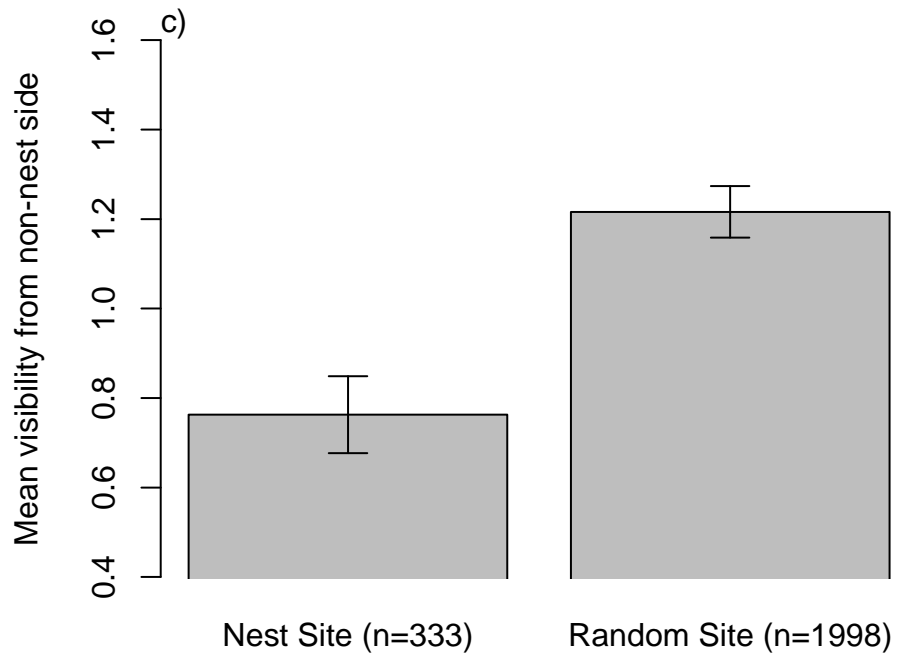 c)
Mean visibility from non-nest side
1.6
1.4
1.2
1.0
0.8
0.6
0.4
Nest Site (n=333)
Random Site (n=1998)